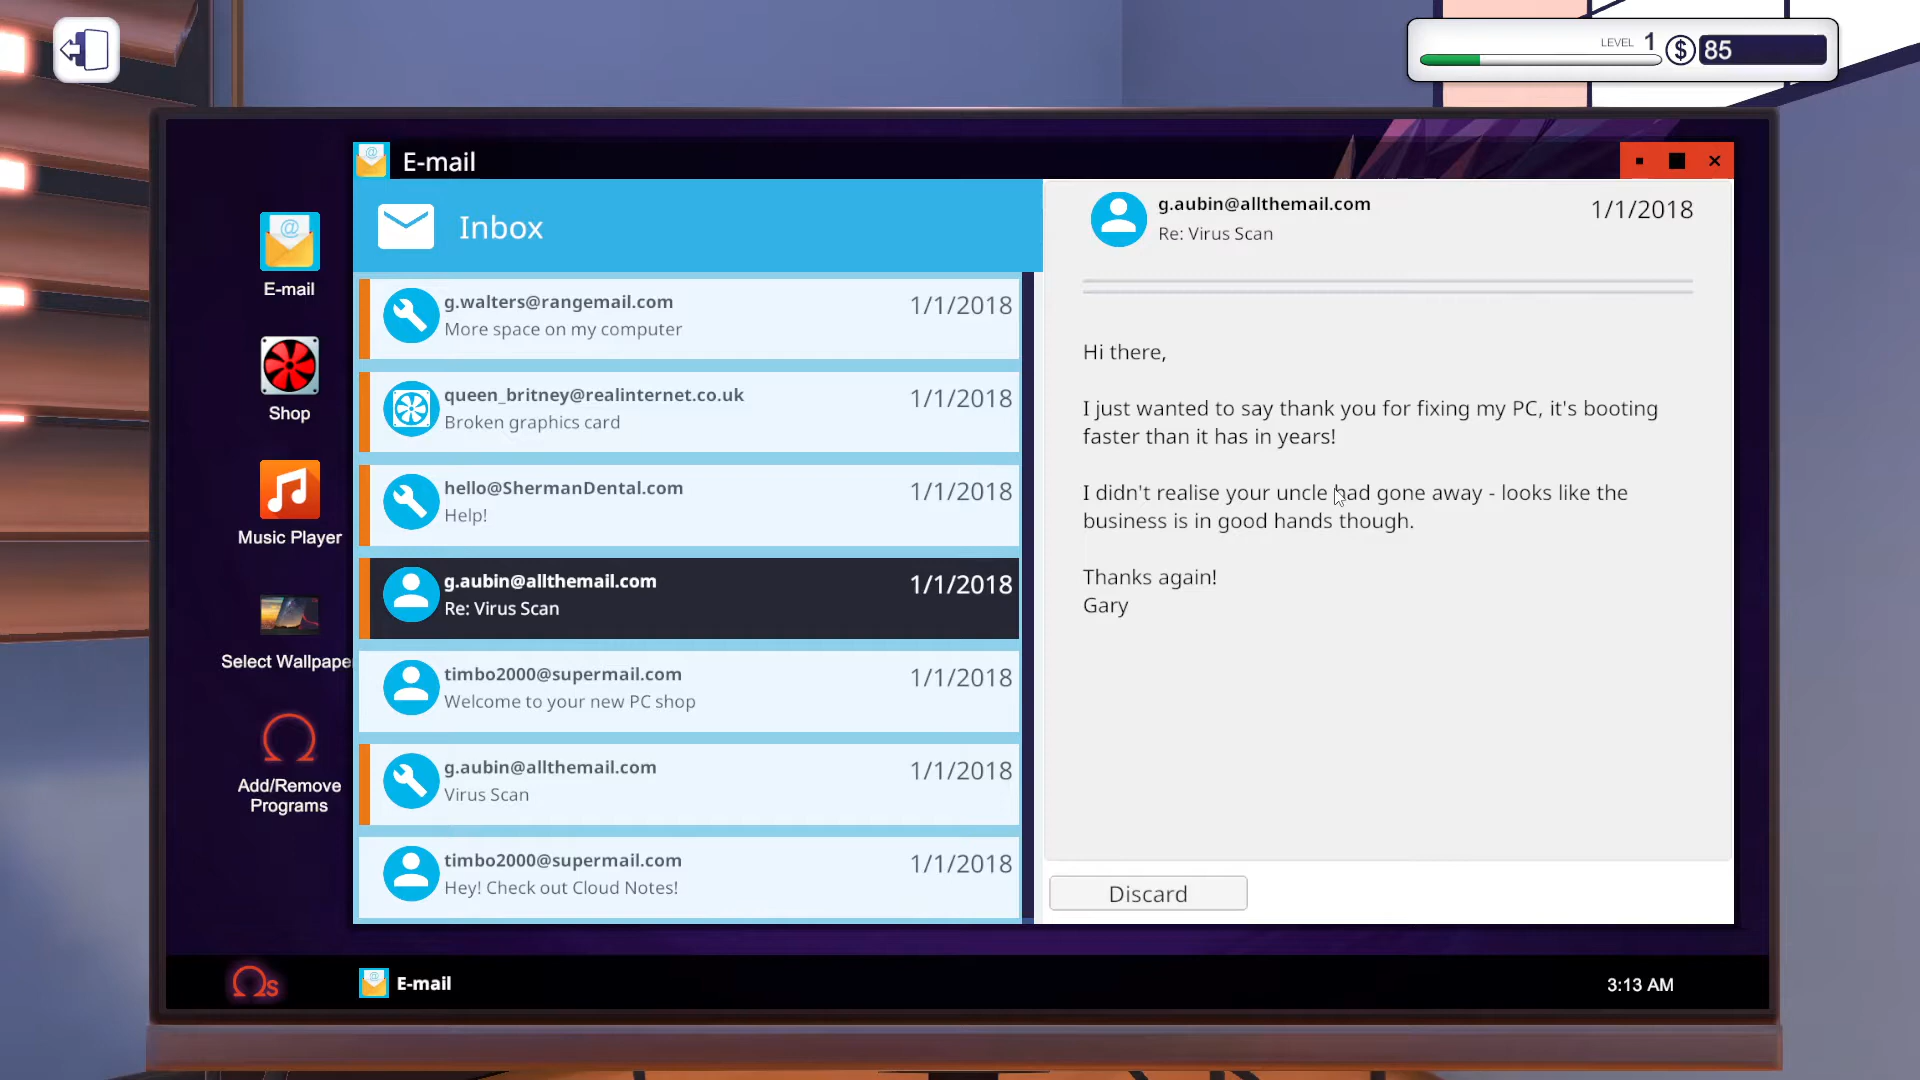 LEVEL 1
$ 85
E-mail
Inbox
g.walters@rangemail.com 1/1/2018
More space on my computer
queen_britney@realinternet.co.uk 1/1/2018
Broken graphics card
hello@ShermanDental.com 1/1/2018
Help!
g.aubin@allthemail.com 1/1/2018
Re: Virus Scan
timbo2000@supermail.com 1/1/2018
Welcome to your new PC shop
g.aubin@allthemail.com 1/1/2018
Virus Scan
timbo2000@supermail.com 1/1/2018
Hey! Check out Cloud Notes!
g.aubin@allthemail.com 1/1/2018
Re: Virus Scan
Hi there,
I just wanted to say thank you for fixing my PC, it's booting
faster than it has in years!
I didn't realise your uncle had gone away - looks like the
business is in good hands though.
Thanks again!
Gary
Discard
E-mail
Shop
Music Player
Select Wallpape
Add/Remove
Programs
Ωs
E-mail
3:13 AM